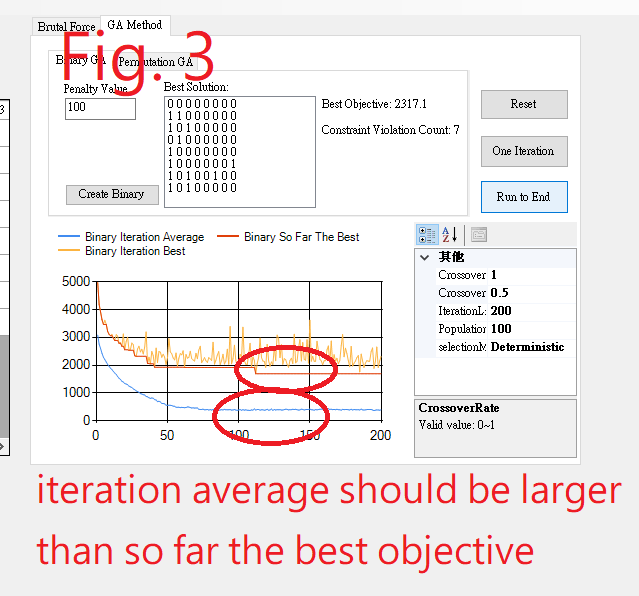 Brutal Force GA Method
Fig. 3
Binary GA Permutation GA
Penalty Value
100
Best Solution:
0 0 0 0 0 0 0 0
1 1 0 0 0 0 0 0
1 0 1 0 0 0 0 0
0 1 0 0 0 0 0 0
1 0 0 0 0 0 0 0
1 0 0 0 0 0 0 1
1 0 1 0 0 1 0 0
1 0 1 0 0 0 0 0
Create Binary
Best Objective: 2317.1
Constraint Violation Count: 7
Reset
One Iteration
Run to End
Binary Iteration Average Binary So Far The Best
Binary Iteration Best
5000
4000
3000
2000
1000
0
0 50 100 150 200
其他
Crossover 1
Crossover 0.5
IterationL: 200
Population 100
selectionM Deterministic
CrossoverRate
Valid value: 0~1
3
iteration average should be larger
than so far the best objective